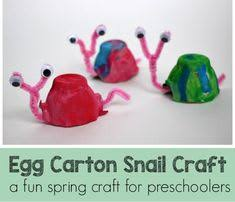 Egg Carton Snail Craft
a fun spring craft for preschoolers